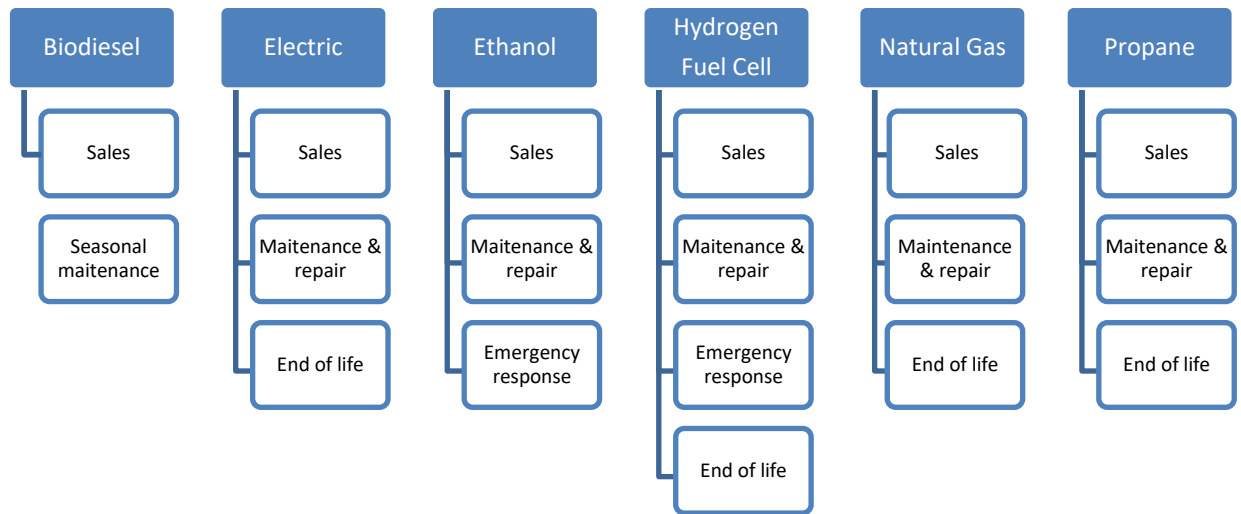 Biodiesel
Sales
Seasonal
maitenance
Electric
Sales
Maitenance &
repair
End of life
Ethanol
Sales
Maitenance &
repair
Emergency
response
Hydrogen
Fuel Cell
Sales
Maitenance &
repair
Emergency
response
End of life
Natural Gas
Sales
Maintenance
& repair
End of life
Propane
Sales
Maitenance &
repair
End of life